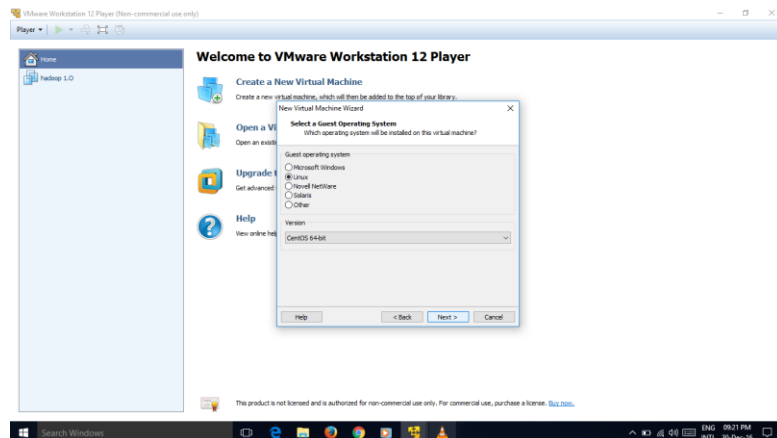 VMware Workstation 12 Player (Non-commercial use only)
Player
Home
hadoop 1.0
Welcome to VMware Workstation 12 Player
Create a New Virtual Machine
Create a new virtual machine, which will then be added to the top of your library.
Open a Vi
Open an existi
Upgrade t
Get advanced
Help
View online hel
New Virtual Machine Wizard
Select a Guest Operating System
Which operating system will be installed on this virtual machine?
Guest operating system
Microsoft Windows
Linux
Novell NetWare
Solaris
Other
Version
CentOS 64-bit
Help
< Back
Next >
Cancel
This product is not licensed and is authorized for non-commercial use only. For commercial use, purchase a license. Buy now.
Search Windows
ENG 09:21 PM
INTL 30-Dec-16